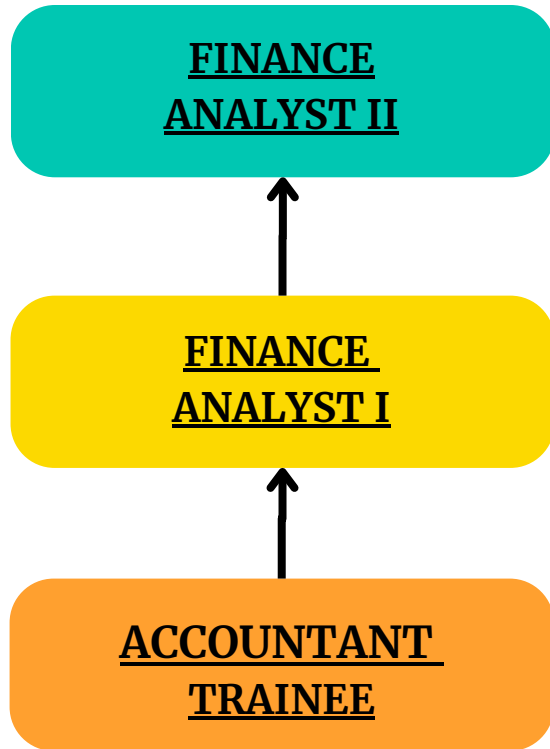 FINANCE
ANALYST II
FINANCE
ANALYST I
ACCOUNTANT
TRAINEE